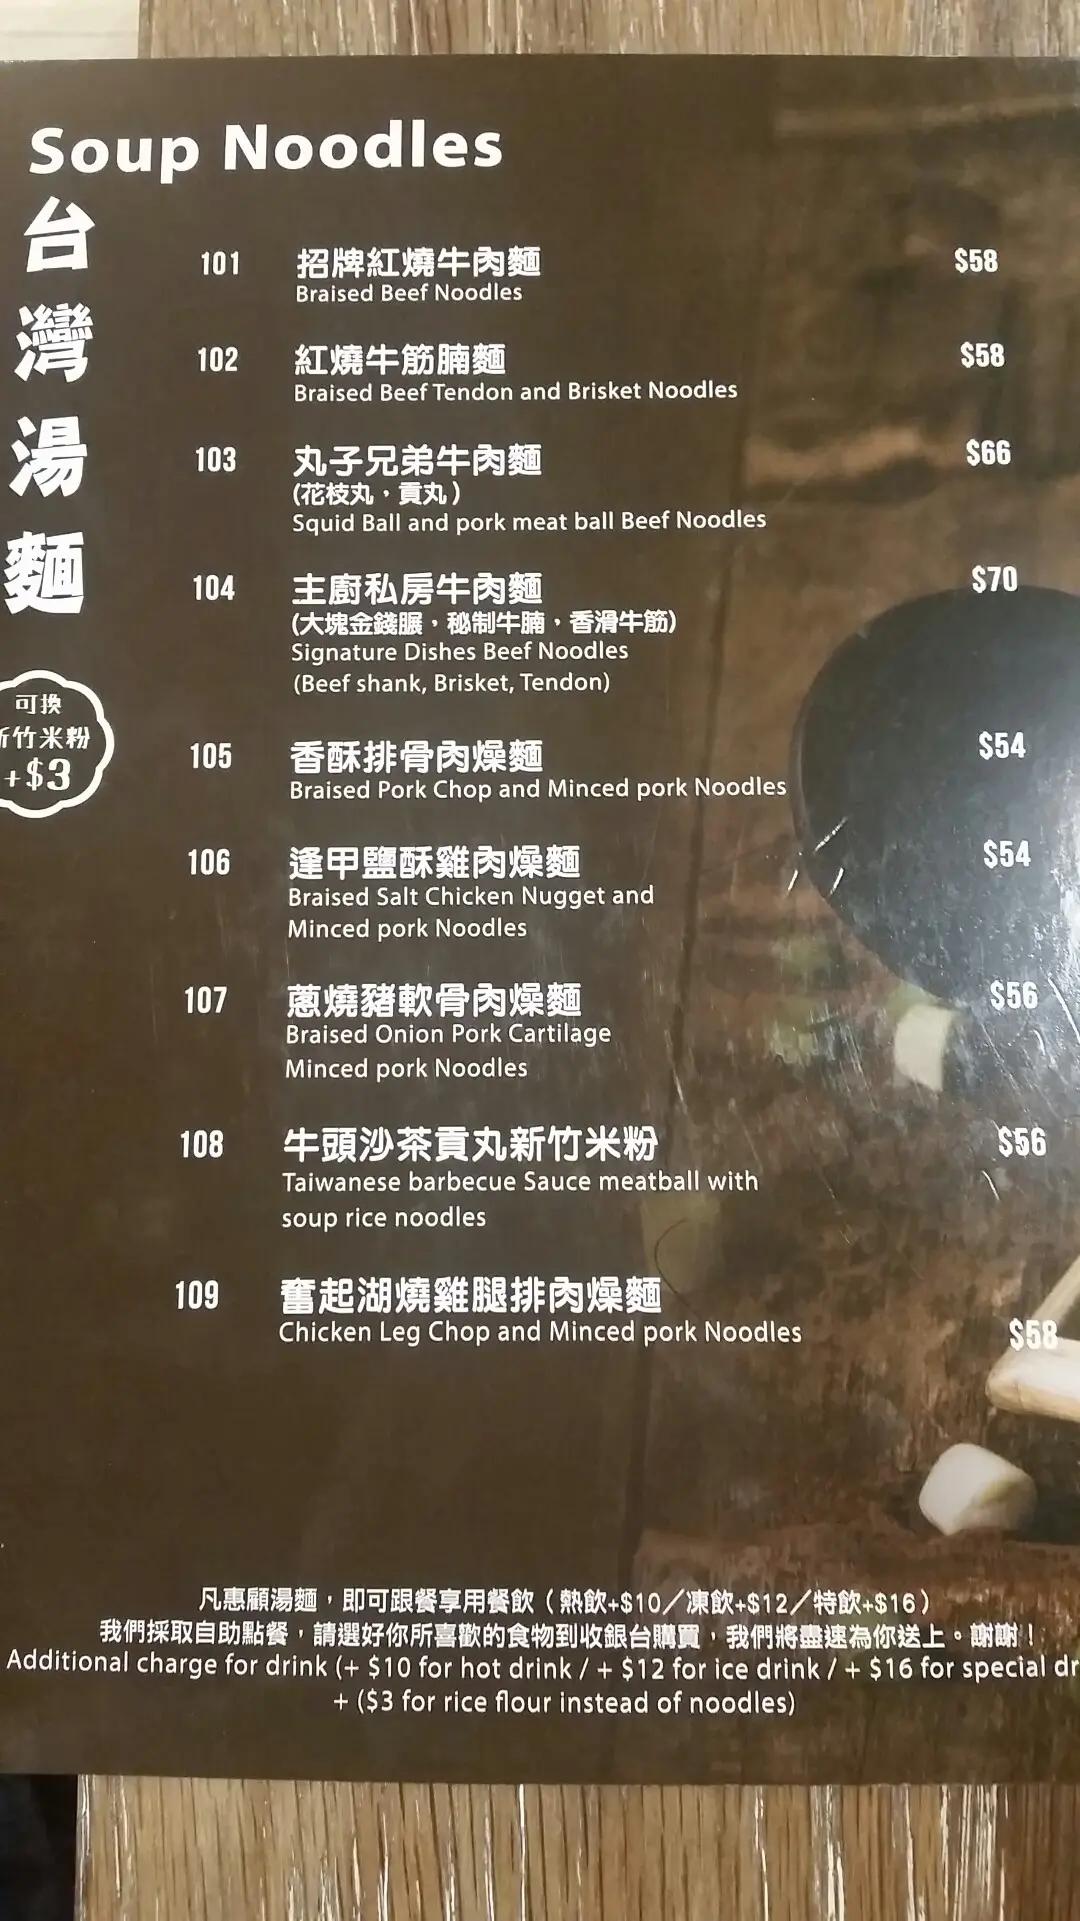 Soup Noodles
台灣湯麵
101 招牌紅燒牛肉麵 $58
Braised Beef Noodles
102 紅燒牛筋腩麵 $58
Braised Beef Tendon and Brisket Noodles
103 丸子兄弟牛肉麵 $66
(花枝丸，貢丸)
Squid Ball and pork meat ball Beef Noodles
104 主廚私房牛肉麵 $70
(大塊金錢𦟌，秘制牛腩，香滑牛筋)
Signature Dishes Beef Noodles
(Beef shank, Brisket, Tendon)
可換
竹米粉
+$3
105 香酥排骨肉燥麵 $54
Braised Pork Chop and Minced pork Noodles
106 逢甲鹽酥雞肉燥麵 $54
Braised Salt Chicken Nugget and
Minced pork Noodles
107 蔥燒豬軟骨肉燥麵 $56
Braised Onion Pork Cartilage
Minced pork Noodles
108 牛頭沙茶貢丸新竹米粉 $56
Taiwanese barbecue Sauce meatball with
soup rice noodles
109 奮起湖燒雞腿排肉燥麵
Chicken Leg Chop and Minced pork Noodles $58
凡惠顧湯麵，即可跟餐享用餐飲（熱飲+$10／凍飲+$12／特飲+$16）
我們採取自助點餐，請選好你所喜歡的食物到收銀台購買，我們將盡速為你送上。謝謝！
Additional charge for drink (+ $10 for hot drink / + $12 for ice drink / + $16 for special dr
+ ($3 for rice flour instead of noodles)